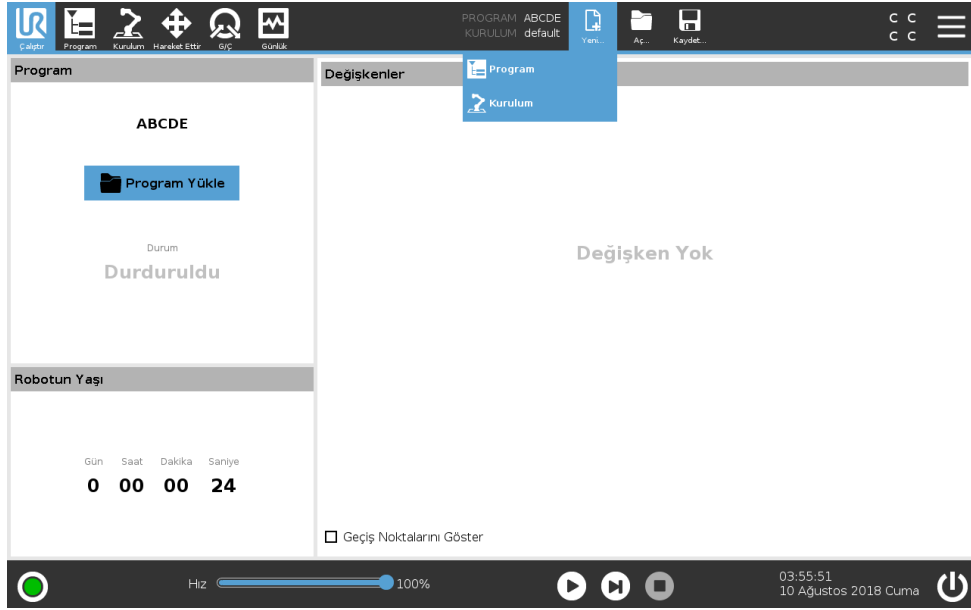 PROGRAM ABCDE
KURULUM default
C C
C C
Çalıştır Program Kurulum Hareket Ettir G/Ç Günlük Yeni... Aç... Kaydet...
Program
Kurulum
Program
ABCDE
Program Yükle
Durum
Durduruldu
Robotun Yaşı
Gün Saat Dakika Saniye
0 00 00 24
Değişkenler
Değişken Yok
Geçiş Noktalarını Göster
Hız 100%
03:55:51
10 Ağustos 2018 Cuma